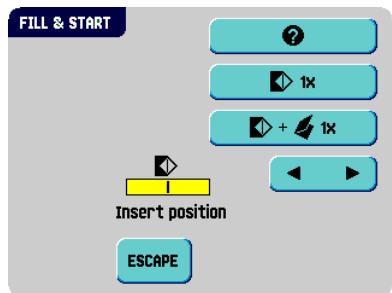 FILL & START
?
1x
+ 1x
Insert position
ESCAPE